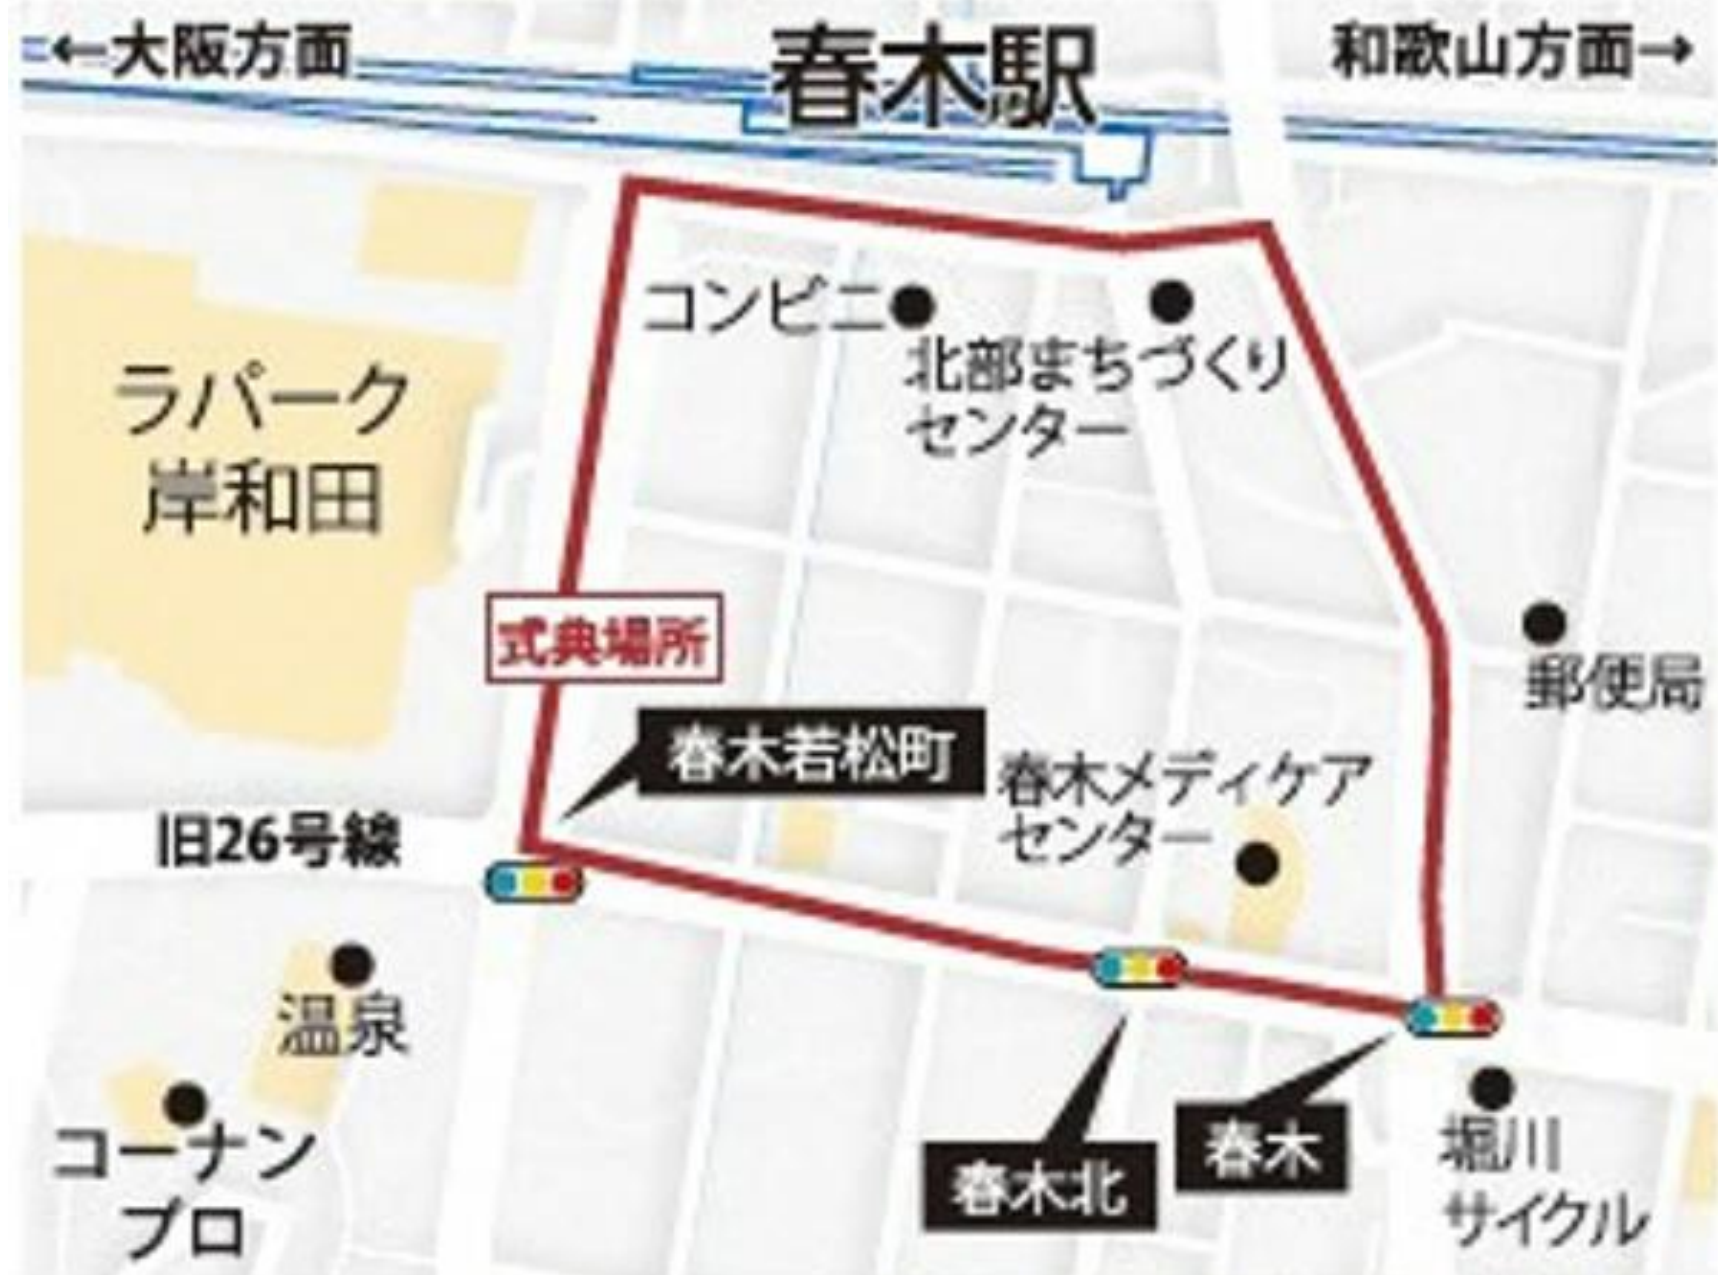 ←大阪方面
春木駅
和歌山方面→
コンビニ
北部まちづくり
センター
ラパーク
岸和田
式典場所
郵便局
春木若松町
春木メディケア
センター
旧26号線
温泉
コーナン
プロ
春木北
春木
堀川
サイクル